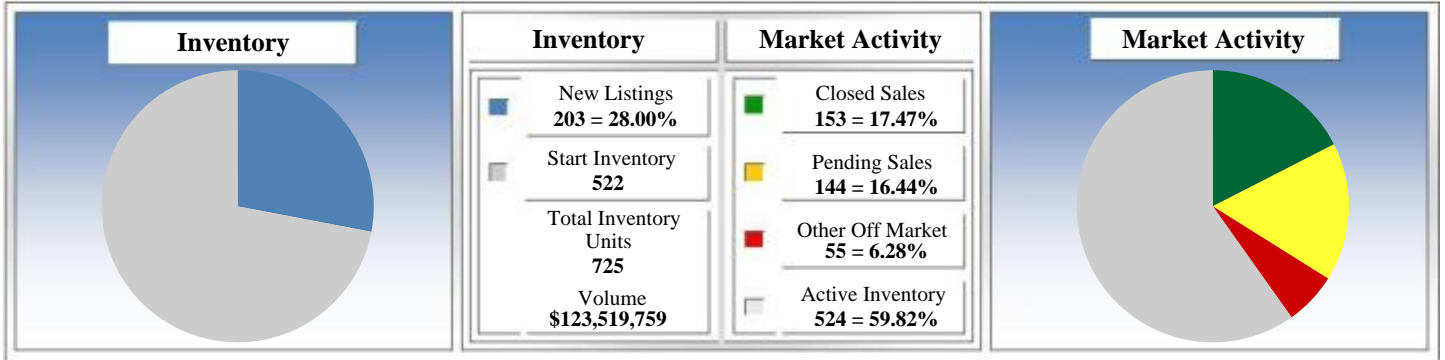 Inventory
Inventory
New Listings
203 = 28.00%
Start Inventory
522
Total Inventory
Units
725
Volume
$123,519,759
Market Activity
Closed Sales
153 = 17.47%
Pending Sales
144 = 16.44%
Other Off Market
55 = 6.28%
Active Inventory
524 = 59.82%
Market Activity